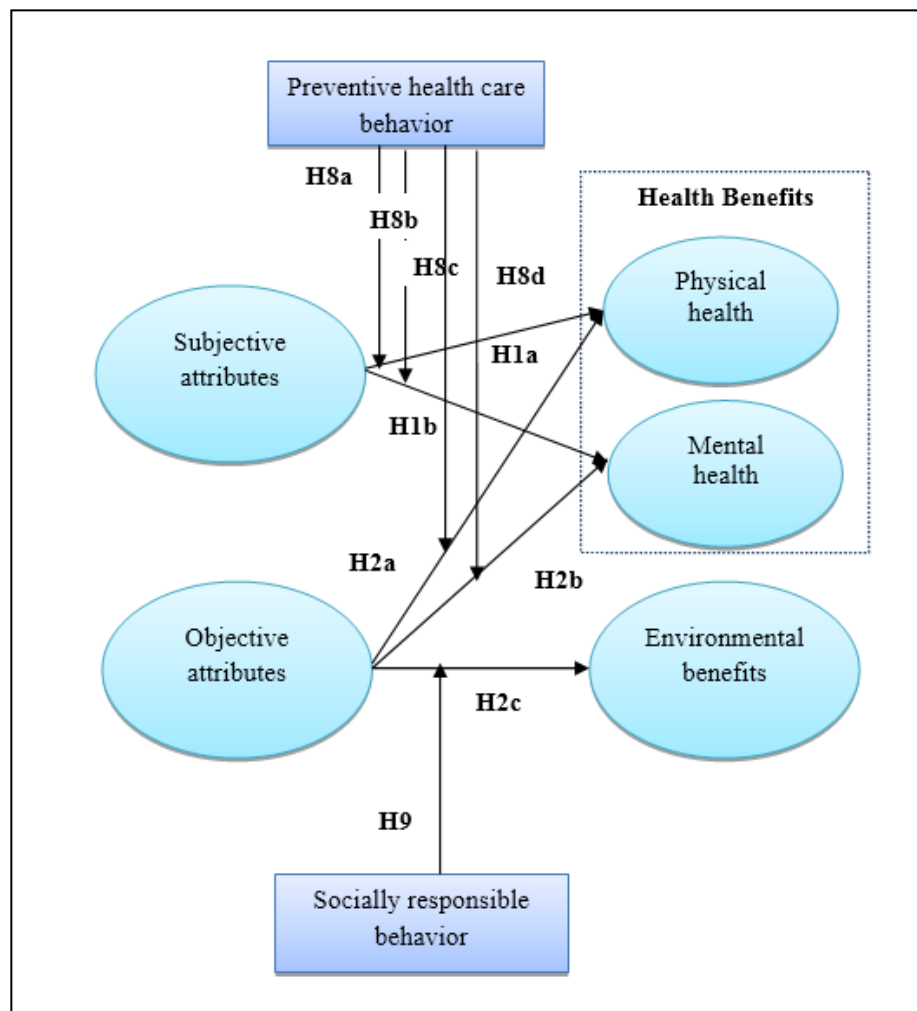 Preventive health care
behavior
H8a
H8b
H8c
H8d
Health Benefits
Physical
health
Subjective
attributes
H1a
H1b
Mental
health
H2a
H2b
Objective
attributes
Environmental
benefits
H2c
H9
Socially responsible
behavior